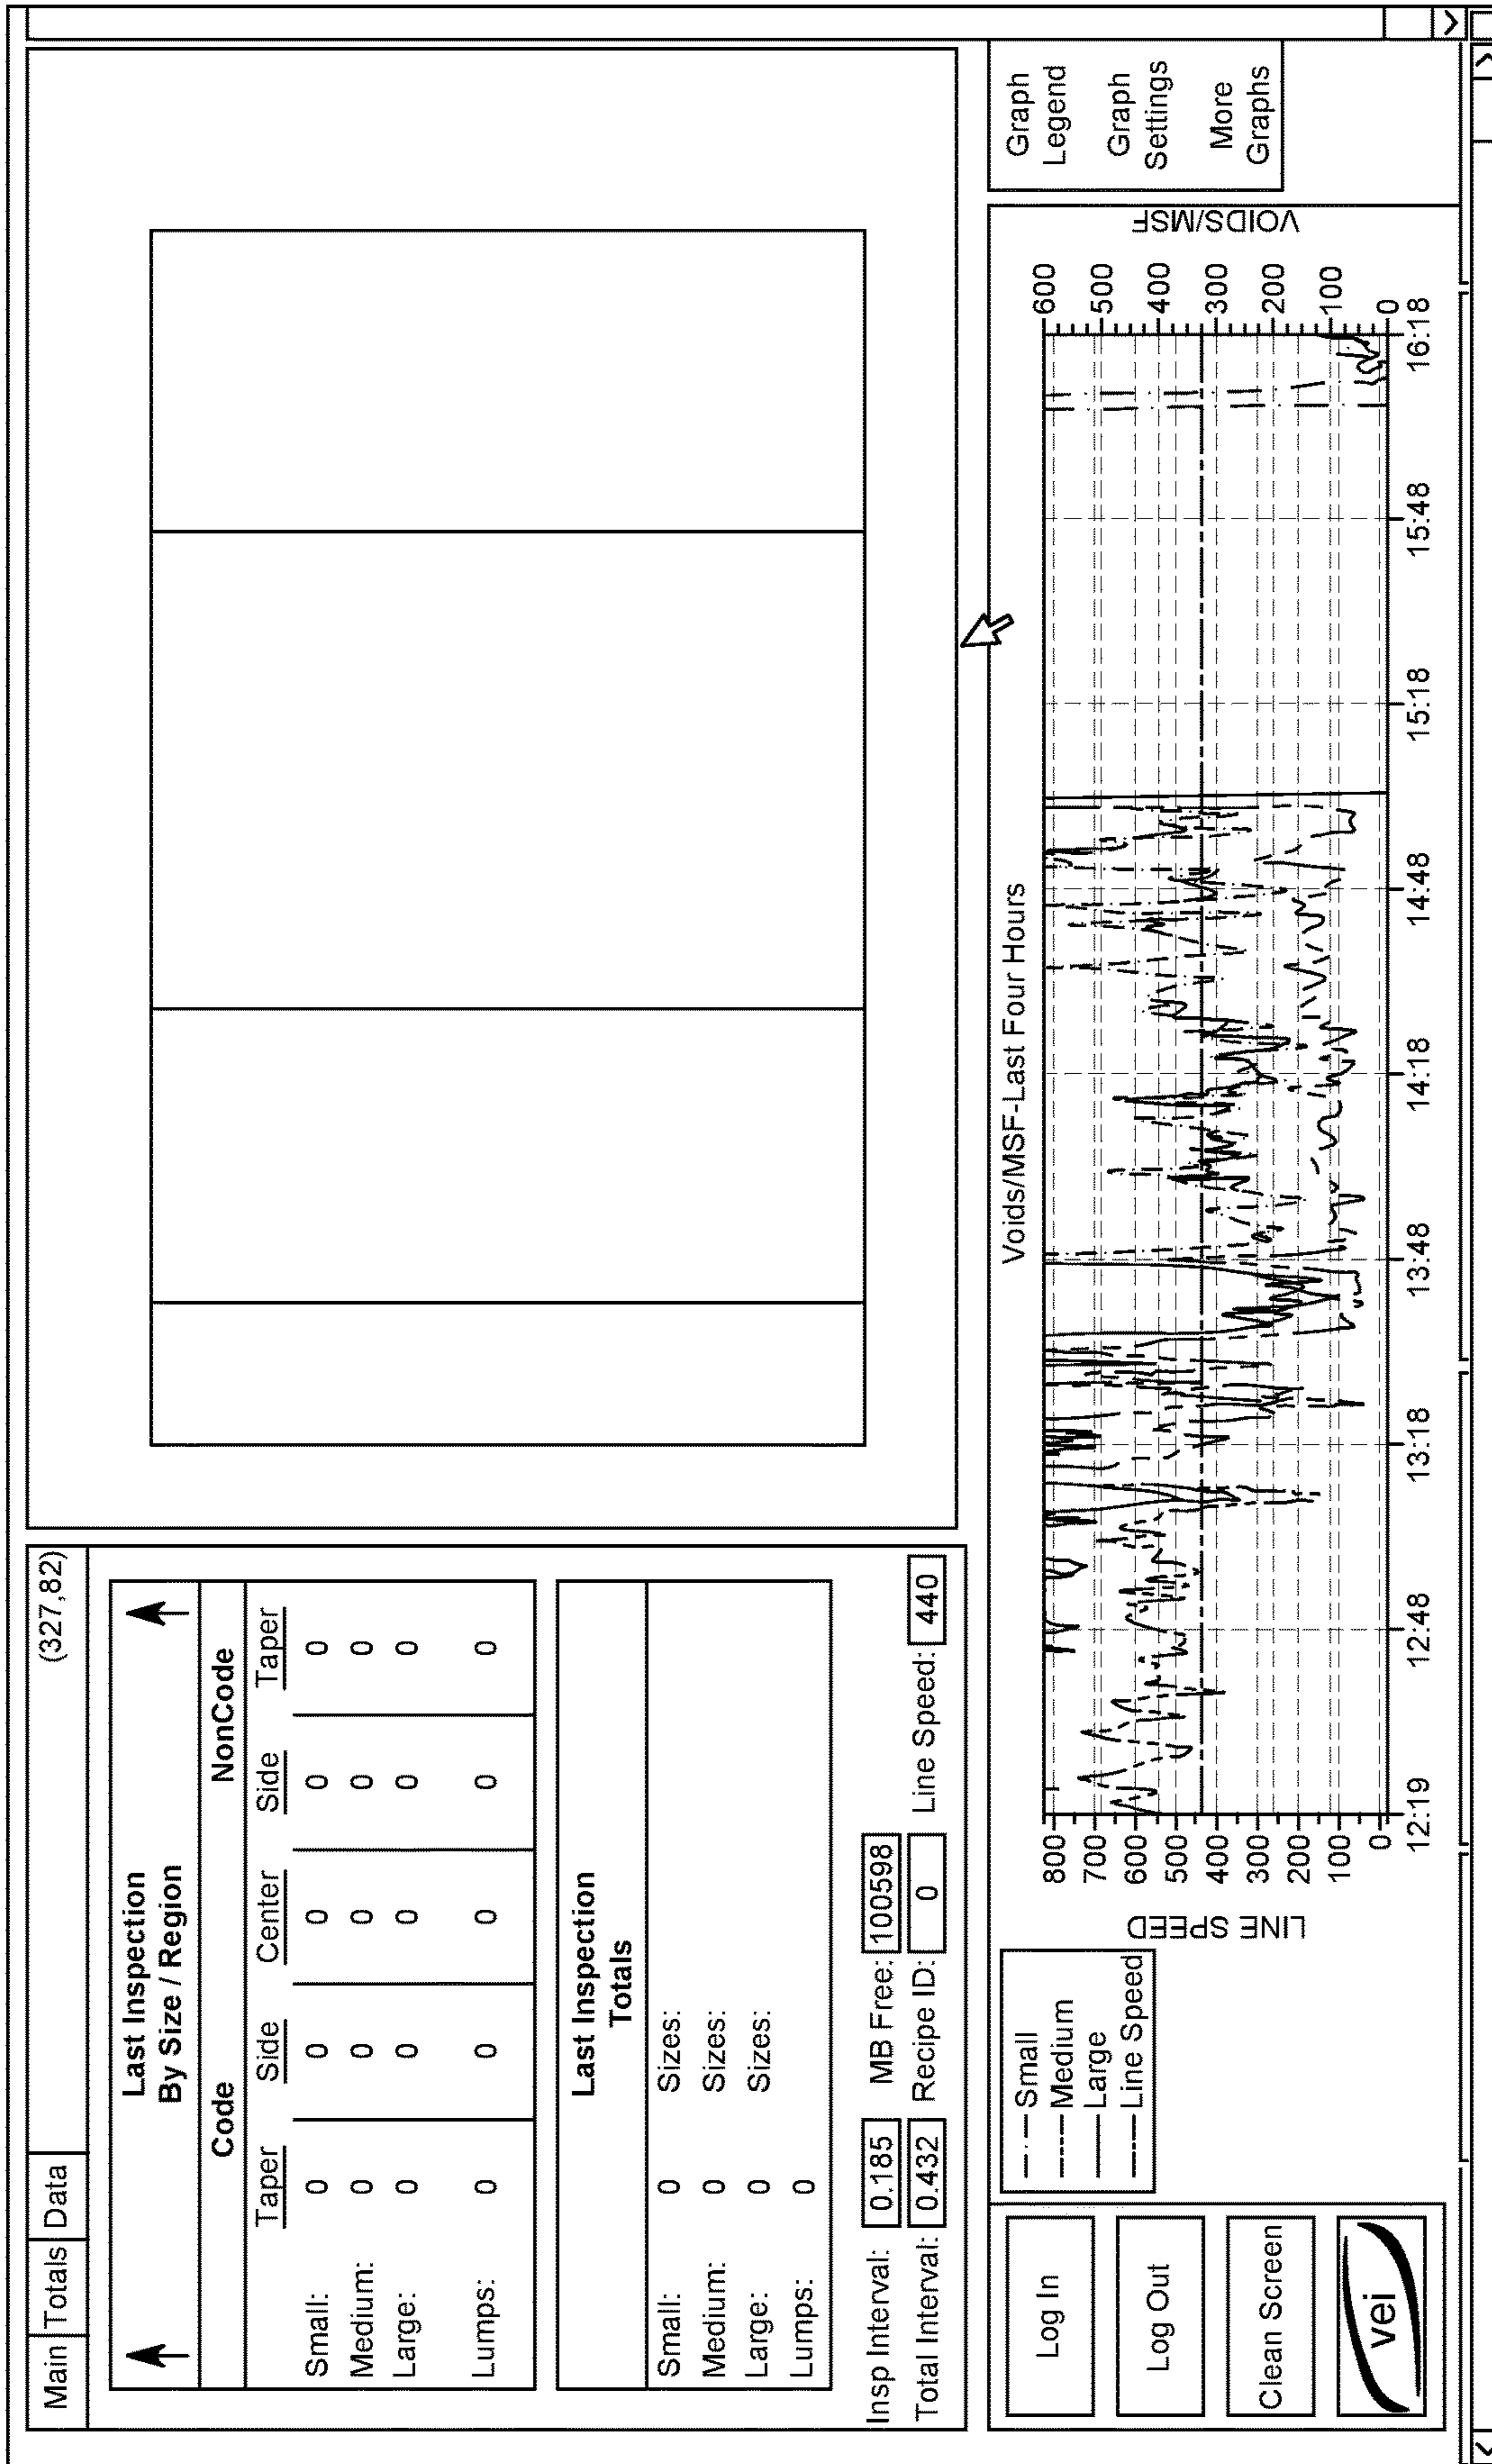 Main Totals Data (327,82)
Last Inspection
By Size / Region
Code NonCode
Taper Side Center Side Taper
Small: 0 0 0 0 0
Medium: 0 0 0 0 0
Large: 0 0 0 0 0
Lumps: 0 0 0 0 0
Last Inspection
Totals
Small: 0 Sizes:
Medium: 0 Sizes:
Large: 0 Sizes:
Lumps: 0
Insp Interval: 0.185 MB Free: 100598
Total Interval: 0.432 Recipe ID: 0 Line Speed: 440
Log In
Log Out
Clean Screen
vei
Small
Medium
Large
Line Speed
Voids/MSF-Last Four Hours
LINE SPEED
800
700
600
500
400
300
200
100
0
12:19 12:48 13:18 13:48 14:18 14:48 15:18 15:48 16:18
600
500
400
300
200
100
0
VOIDS/MSF
Graph
Legend
Graph
Settings
More
Graphs